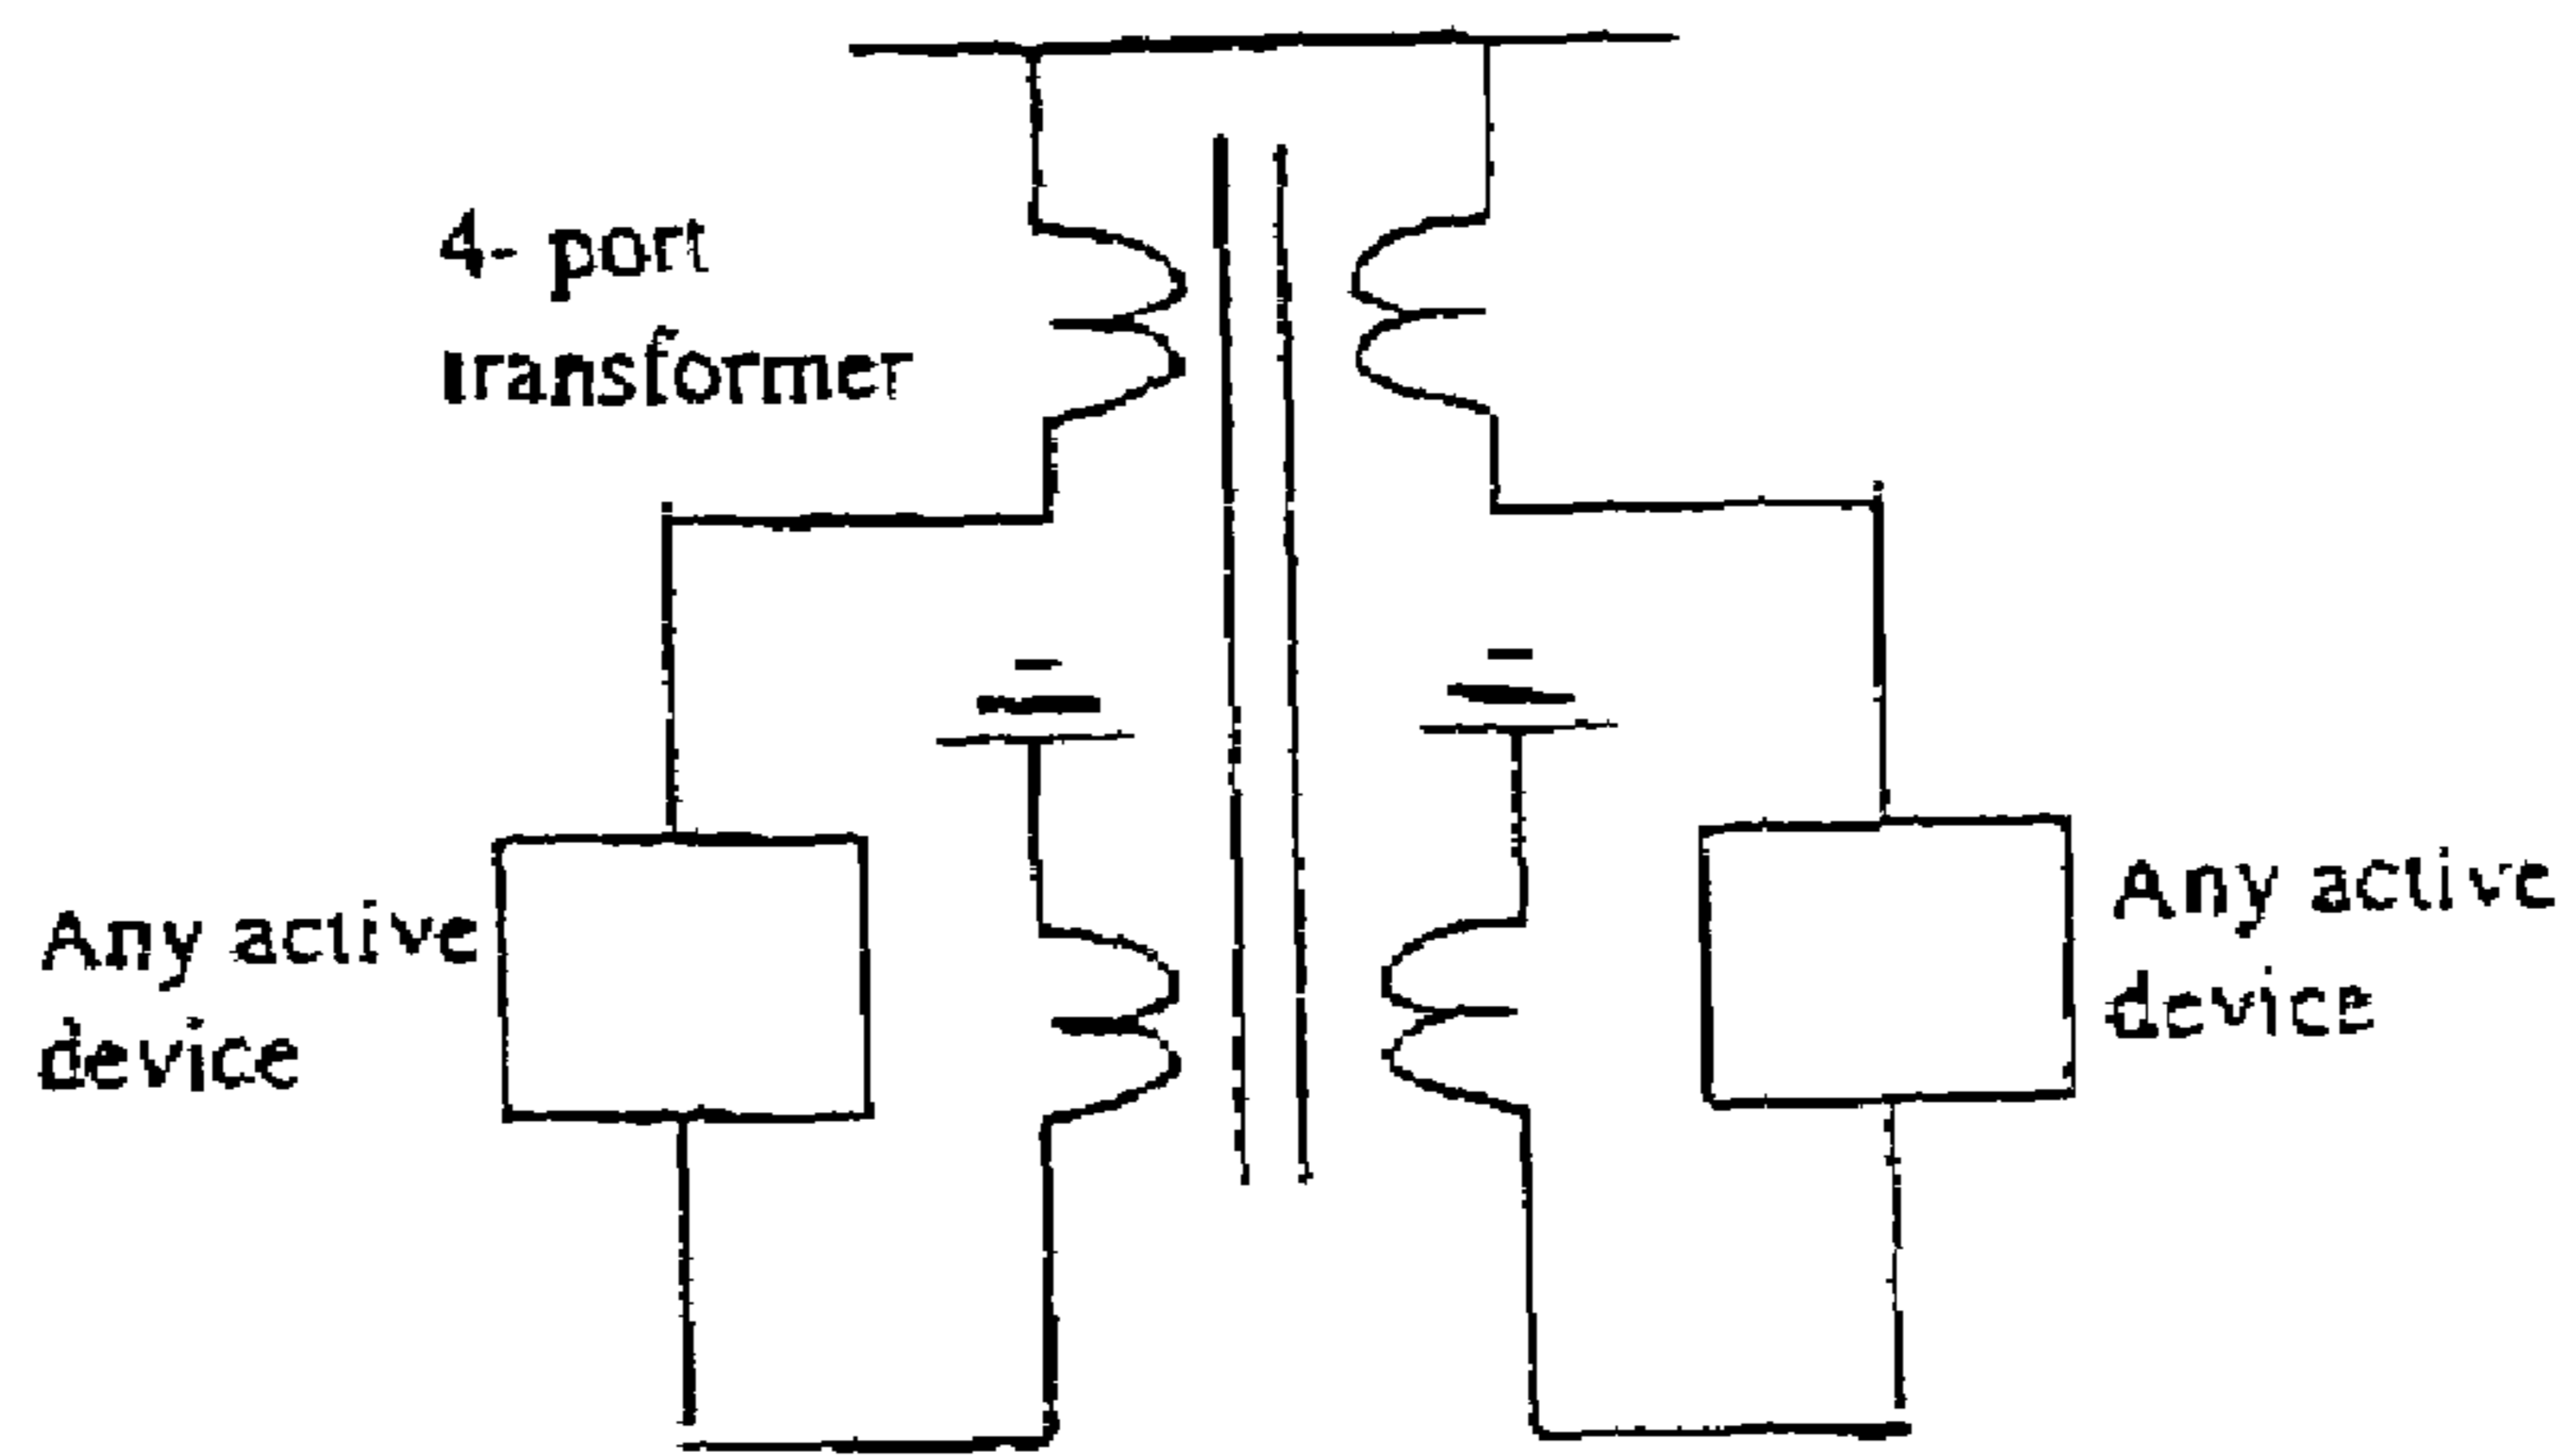 4- port
transformer
Any active
device
Any active
device